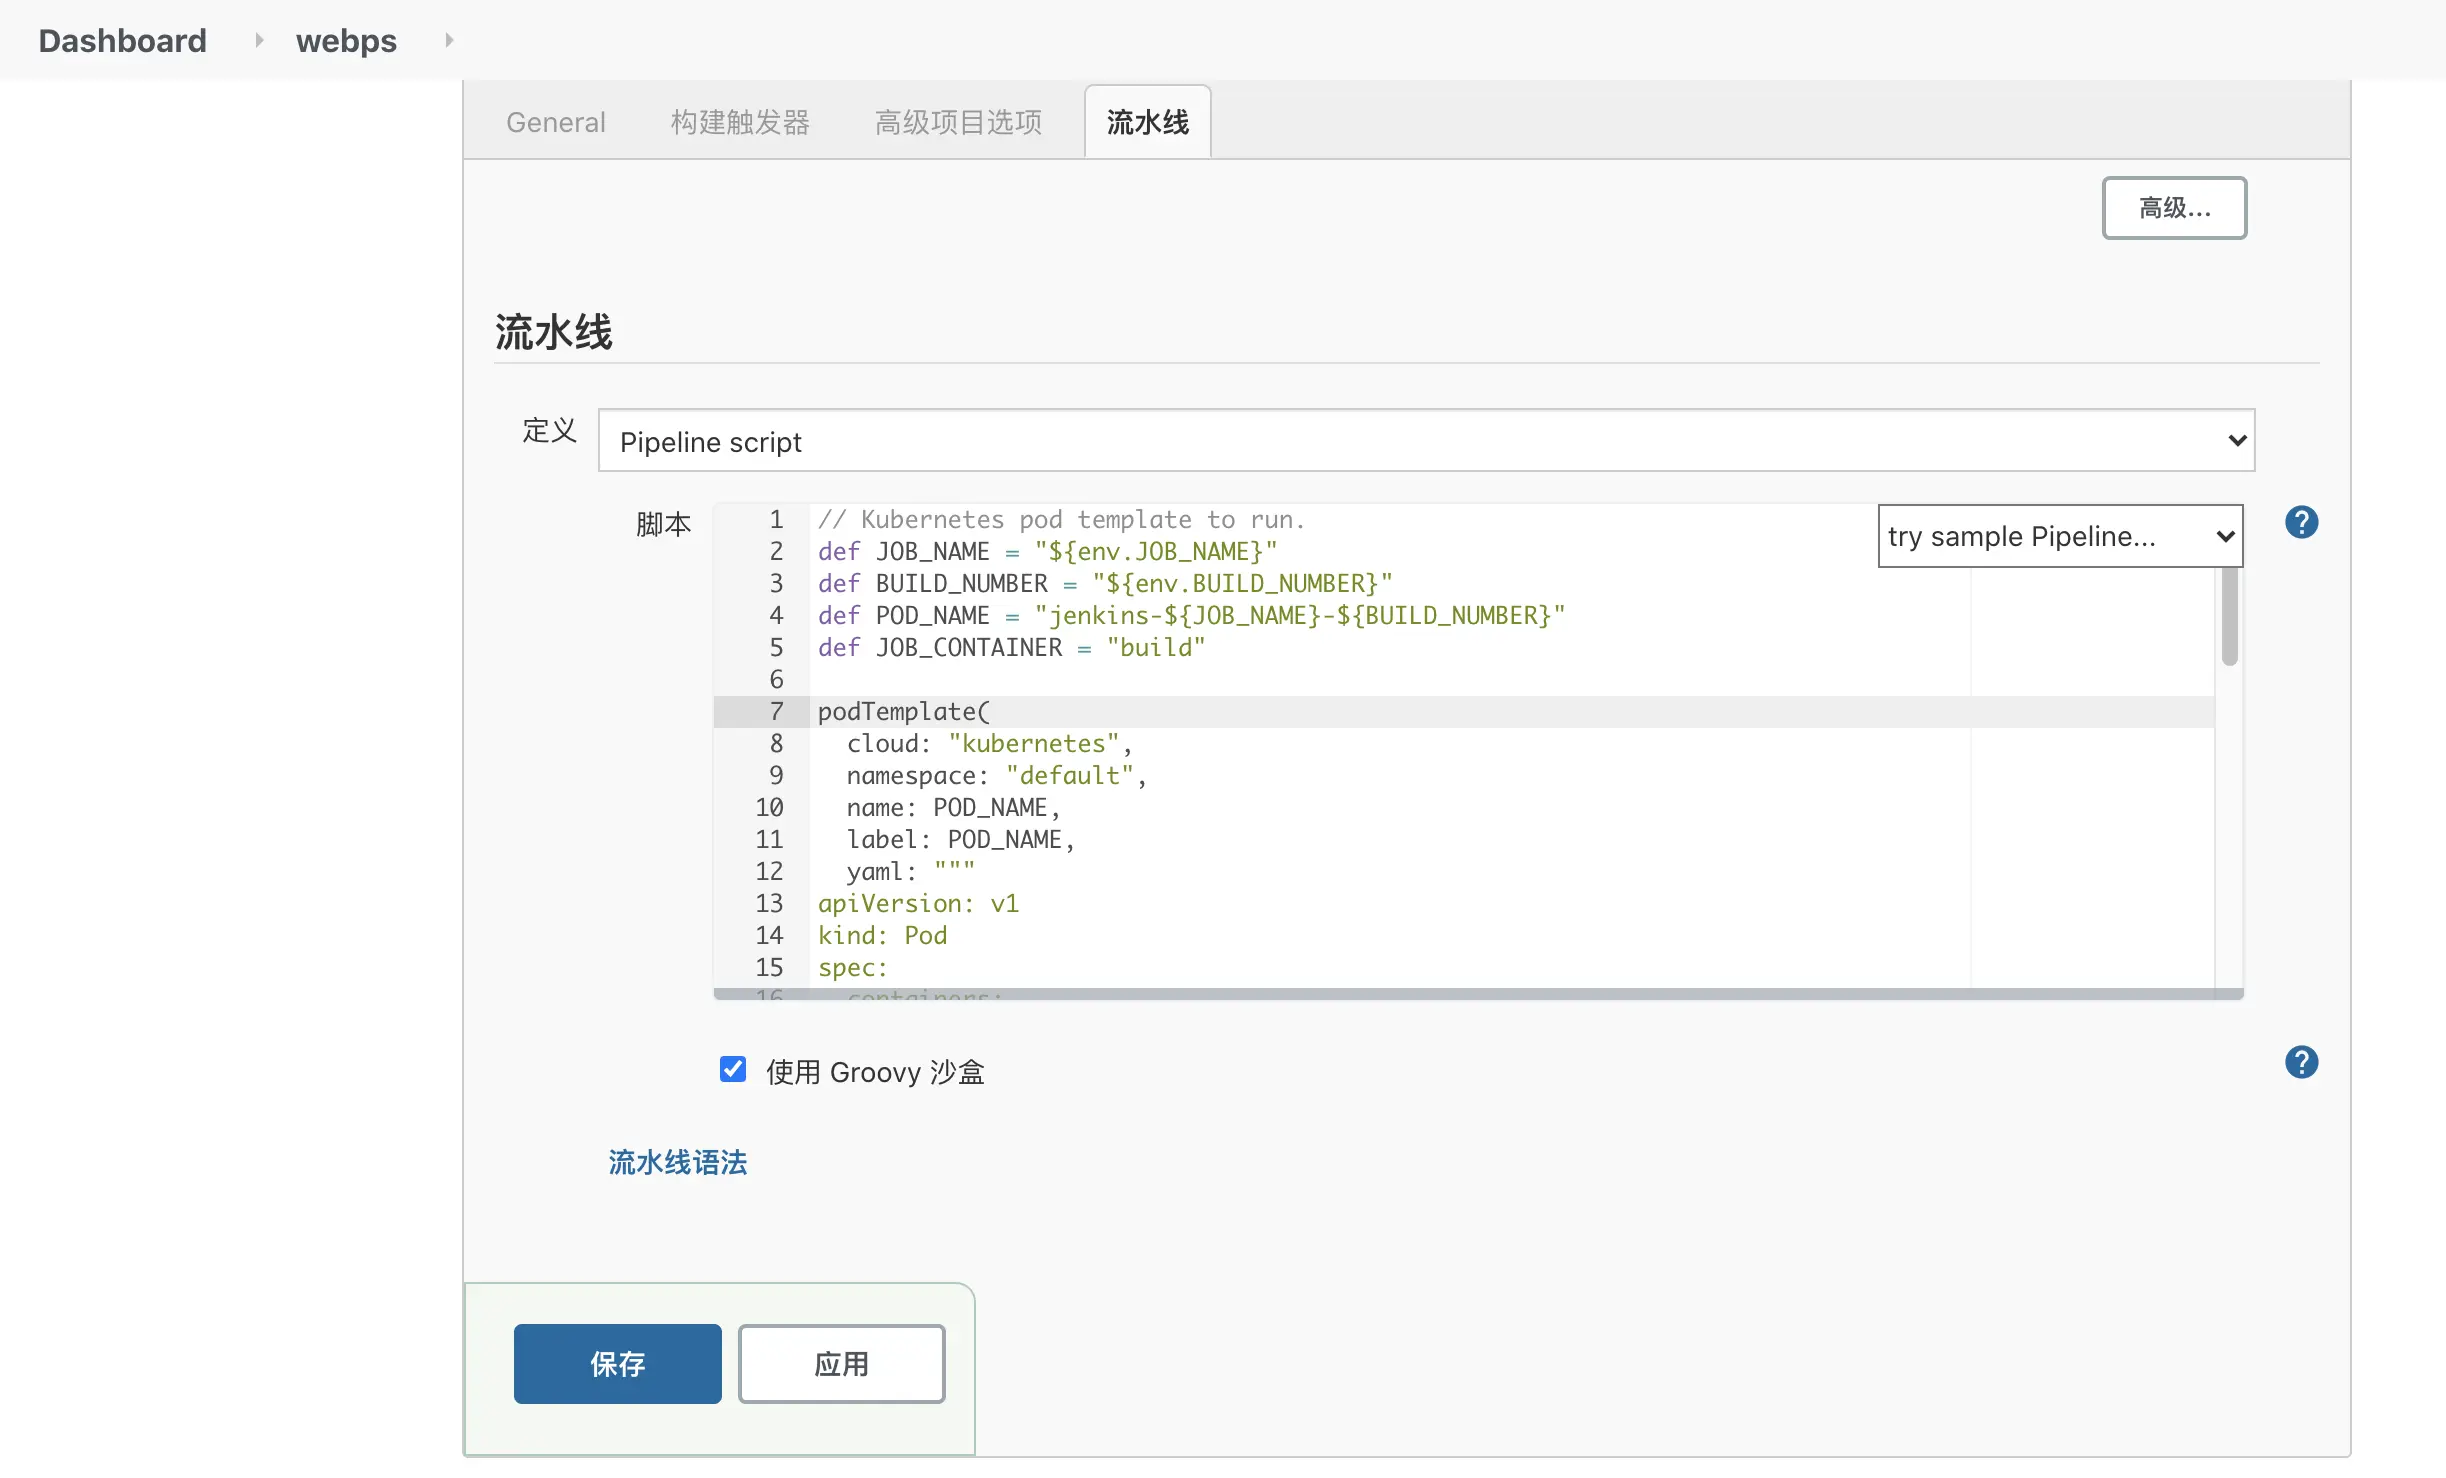 Dashboard webps
General 构建触发器 高级项目选项 流水线
高级...
流水线
定义 Pipeline script
脚本
try sample Pipeline...
1 // Kubernetes pod template to run.
2 def JOB_NAME = "${env.JOB_NAME}"
3 def BUILD_NUMBER = "${env.BUILD_NUMBER}"
4 def POD_NAME = "jenkins-${JOB_NAME}-${BUILD_NUMBER}"
5 def JOB_CONTAINER = "build"
6
7 podTemplate(
8 cloud: "kubernetes",
9 namespace: "default",
10 name: POD_NAME,
11 label: POD_NAME,
12 yaml: """
13 apiVersion: v1
14 kind: Pod
15 spec:
16 containers:
使用 Groovy 沙盒
流水线语法
保存 应用